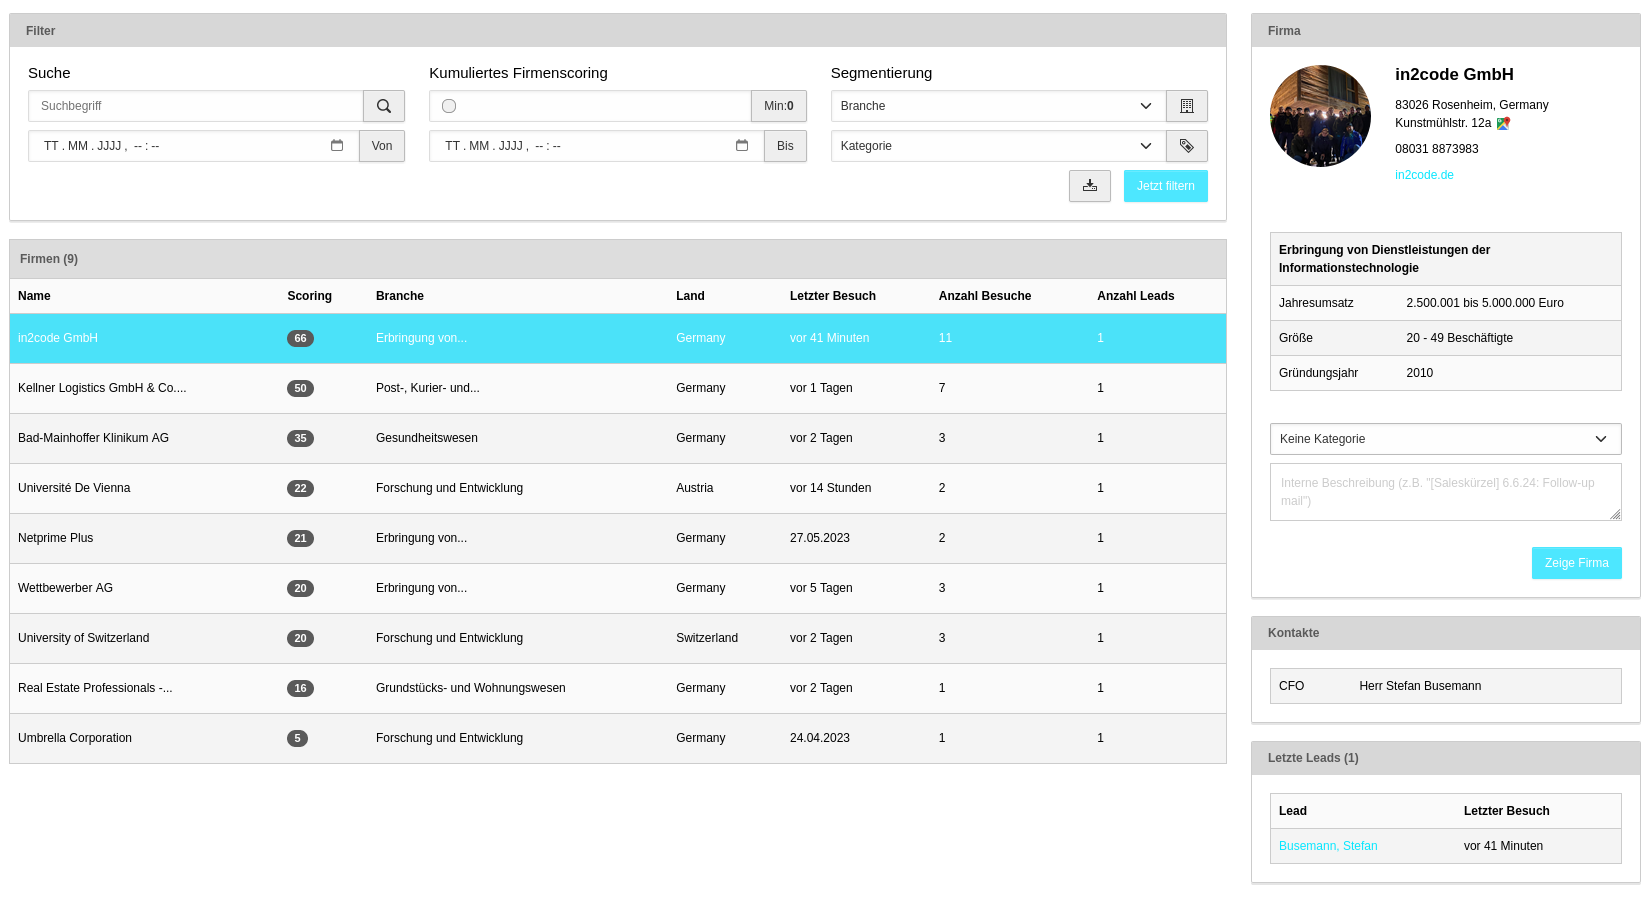 Filter
Suche
Kumuliertes Firmenscoring
Segmentierung
Suchbegriff
Min:0
Branche
TT . MM . JJJJ ,  -- : --
Von
TT . MM . JJJJ ,  -- : --
Bis
Kategorie
Jetzt filtern
Firmen (9)
Name Scoring Branche Land Letzter Besuch Anzahl Besuche Anzahl Leads
in2code GmbH 66 Erbringung von... Germany vor 41 Minuten 11 1
Kellner Logistics GmbH & Co.... 50 Post-, Kurier- und... Germany vor 1 Tagen 7 1
Bad-Mainhoffer Klinikum AG 35 Gesundheitswesen Germany vor 2 Tagen 3 1
Université De Vienna 22 Forschung und Entwicklung Austria vor 14 Stunden 2 1
Netprime Plus 21 Erbringung von... Germany 27.05.2023 2 1
Wettbewerber AG 20 Erbringung von... Germany vor 5 Tagen 3 1
University of Switzerland 20 Forschung und Entwicklung Switzerland vor 2 Tagen 3 1
Real Estate Professionals -... 16 Grundstücks- und Wohnungswesen Germany vor 2 Tagen 1 1
Umbrella Corporation 5 Forschung und Entwicklung Germany 24.04.2023 1 1
Firma
in2code GmbH
83026 Rosenheim, Germany
Kunstmühlstr. 12a
08031 8873983
in2code.de
Erbringung von Dienstleistungen der
Informationstechnologie
Jahresumsatz 2.500.001 bis 5.000.000 Euro
Größe 20 - 49 Beschäftigte
Gründungsjahr 2010
Keine Kategorie
Interne Beschreibung (z.B. "[Saleskürzel] 6.6.24: Follow-up
mail")
Zeige Firma
Kontakte
CFO Herr Stefan Busemann
Letzte Leads (1)
Lead Letzter Besuch
Busemann, Stefan vor 41 Minuten